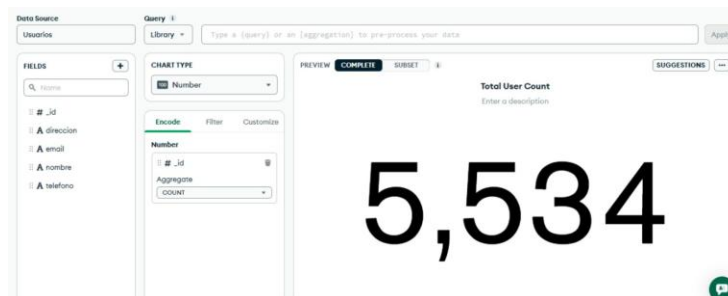 Data Source
Usuarios
Query
Library
Type a {query} or an [aggregation] to pre-process your data
FIELDS
Name
# _id
A direccion
A email
A nombre
A telefono
CHART TYPE
Number
Encode Filter Customize
Number
# _id
Aggregate
COUNT
PREVIEW COMPLETE SUBSET
SUGGESTIONS
Total User Count
Enter a description
5,534